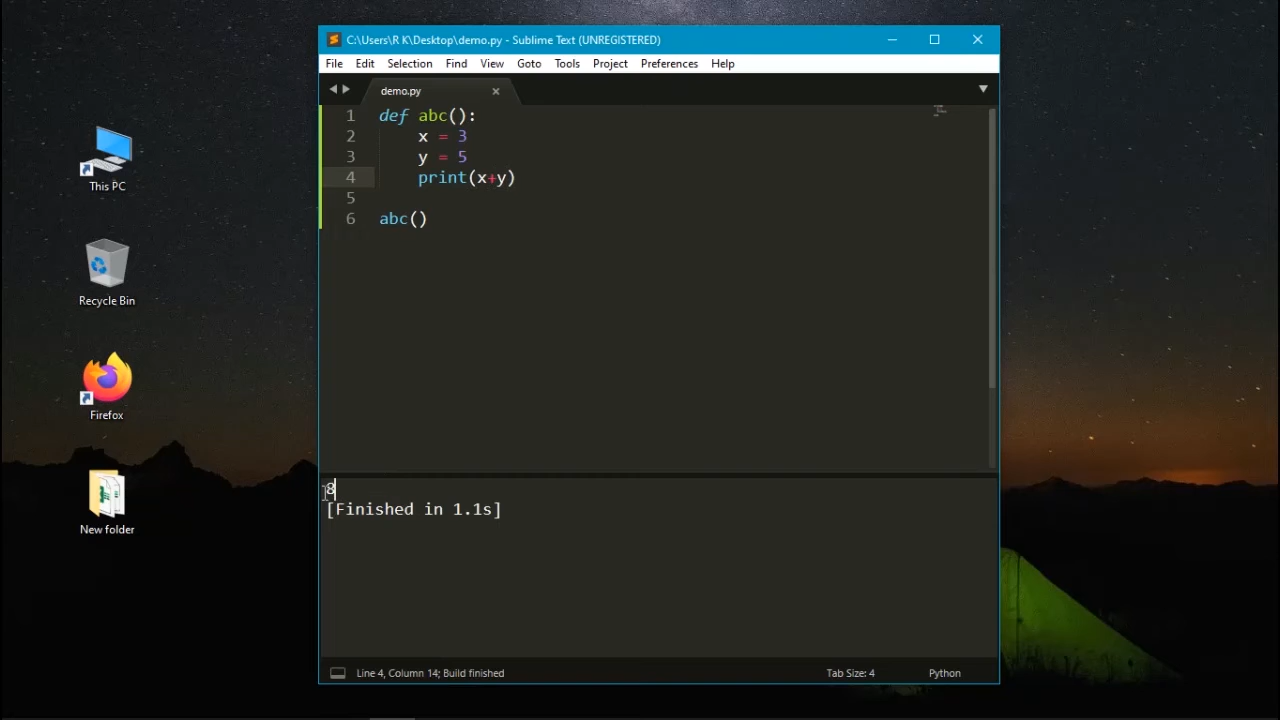 C:\Users\R K\Desktop\demo.py - Sublime Text (UNREGISTERED)
File Edit Selection Find View Goto Tools Project Preferences Help
demo.py
1 def abc():
2     x = 3
3     y = 5
4     print(x+y)
5
6 abc()
8
[Finished in 1.1s]
Line 4, Column 14; Build finished Tab Size: 4 Python
This PC
Recycle Bin
Firefox
New folder